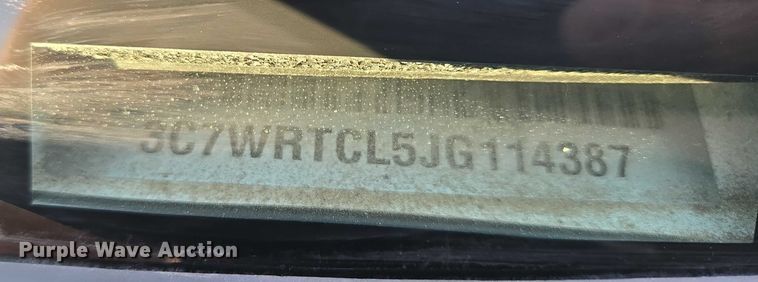 3C7WRTCL5JG114387
Purple Wave Auction